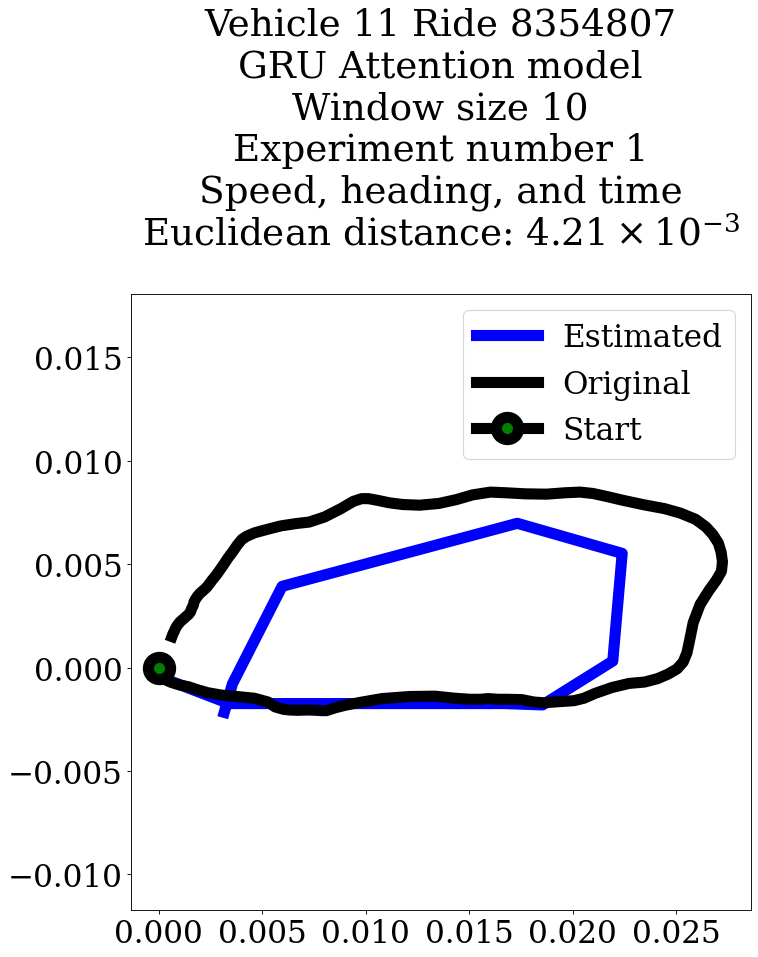 Vehicle 11 Ride 8354807
GRU Attention model
Window size 10
Experiment number 1
Speed, heading, and time
Euclidean distance: 4.21 × 10⁻³
Estimated
Original
Start
0.015
0.010
0.005
0.000
−0.005
−0.010
0.000 0.005 0.010 0.015 0.020 0.025